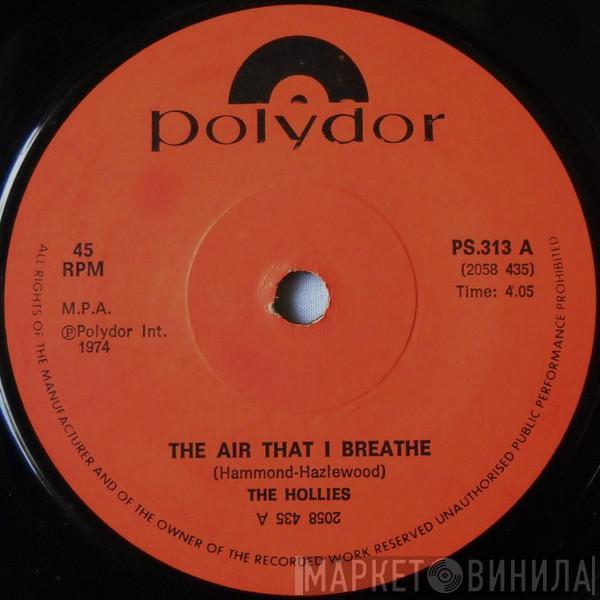 polydor
45
RPM
PS.313 A
(2058 435)
Time: 4.05
M.P.A.
ⓅPolydor Int.
1974
THE AIR THAT I BREATHE
(Hammond-Hazlewood)
THE HOLLIES
2058 435 A
ALL RIGHTS OF THE MANUFACTURER AND OF THE OWNER OF THE RECORDED WORK RESERVED UNAUTHORISED PUBLIC PERFORMANCE PROHIBITED
МАРКЕТ ВИНИЛА